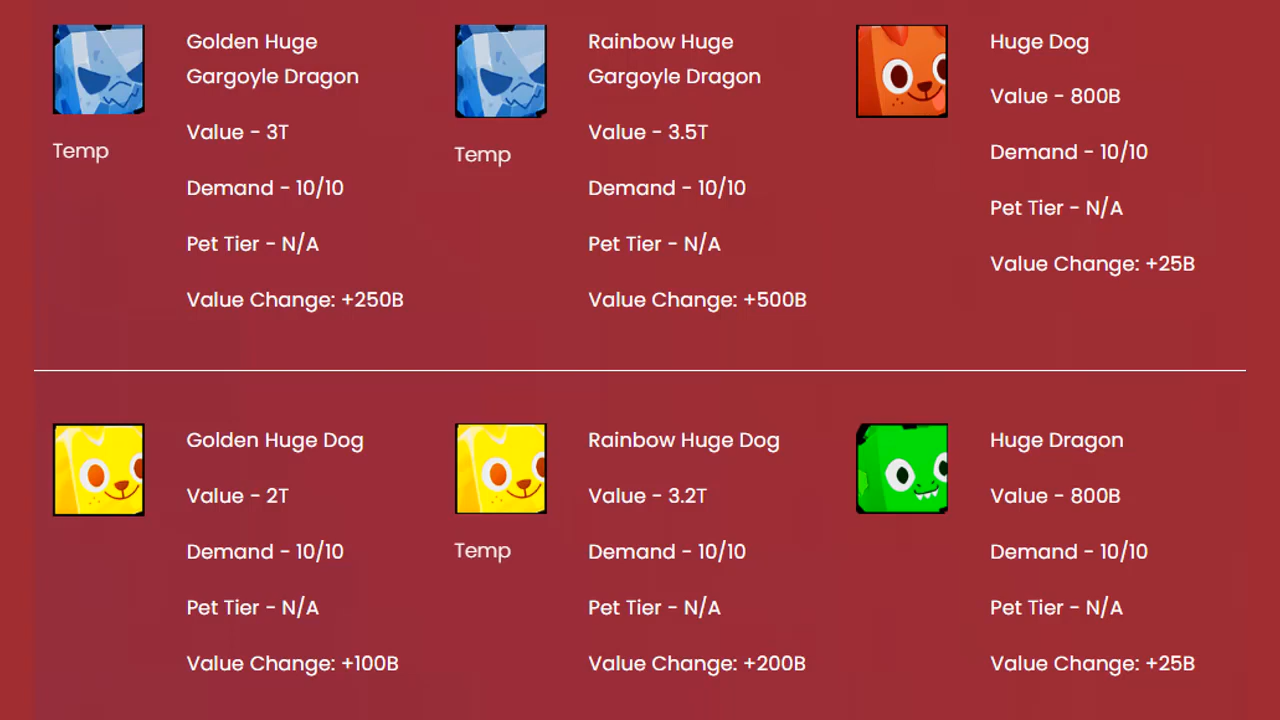 Golden Huge
Gargoyle Dragon
Value - 3T
Demand - 10/10
Pet Tier - N/A
Value Change: +250B
Temp
Rainbow Huge
Gargoyle Dragon
Value - 3.5T
Demand - 10/10
Pet Tier - N/A
Value Change: +500B
Temp
Huge Dog
Value - 800B
Demand - 10/10
Pet Tier - N/A
Value Change: +25B
Golden Huge Dog
Value - 2T
Demand - 10/10
Pet Tier - N/A
Value Change: +100B
Rainbow Huge Dog
Value - 3.2T
Demand - 10/10
Pet Tier - N/A
Value Change: +200B
Temp
Huge Dragon
Value - 800B
Demand - 10/10
Pet Tier - N/A
Value Change: +25B